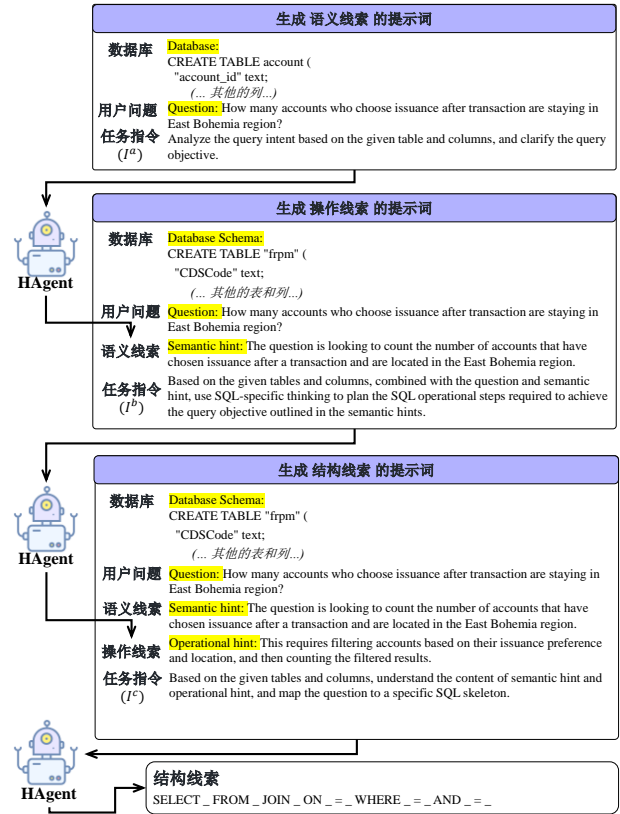 生成 语义线索 的提示词
数据库
Database:
CREATE TABLE account (
"account_id" text;
(... 其他的列...)
用户问题
Question: How many accounts who choose issuance after transaction are staying in
East Bohemia region?
任务指令
(I^a)
Analyze the query intent based on the given table and columns, and clarify the query
objective.
HAgent
生成 操作线索 的提示词
数据库
Database Schema:
CREATE TABLE "frpm" (
"CDSCode" text;
(... 其他的表和列...)
用户问题
Question: How many accounts who choose issuance after transaction are staying in
East Bohemia region?
语义线索
Semantic hint: The question is looking to count the number of accounts that have
chosen issuance after a transaction and are located in the East Bohemia region.
任务指令
(I^b)
Based on the given tables and columns, combined with the question and semantic
hint, use SQL-specific thinking to plan the SQL operational steps required to achieve
the query objective outlined in the semantic hints.
HAgent
生成 结构线索 的提示词
数据库
Database Schema:
CREATE TABLE "frpm" (
"CDSCode" text;
(... 其他的表和列...)
用户问题
Question: How many accounts who choose issuance after transaction are staying in
East Bohemia region?
语义线索
Semantic hint: The question is looking to count the number of accounts that have
chosen issuance after a transaction and are located in the East Bohemia region.
操作线索
Operational hint: This requires filtering accounts based on their issuance preference
and location, and then counting the filtered results.
任务指令
(I^c)
Based on the given tables and columns, understand the content of semantic hint and
operational hint, and map the question to a specific SQL skeleton.
HAgent
结构线索
SELECT _ FROM _ JOIN _ ON _ = _ WHERE _ = _ AND _ = _